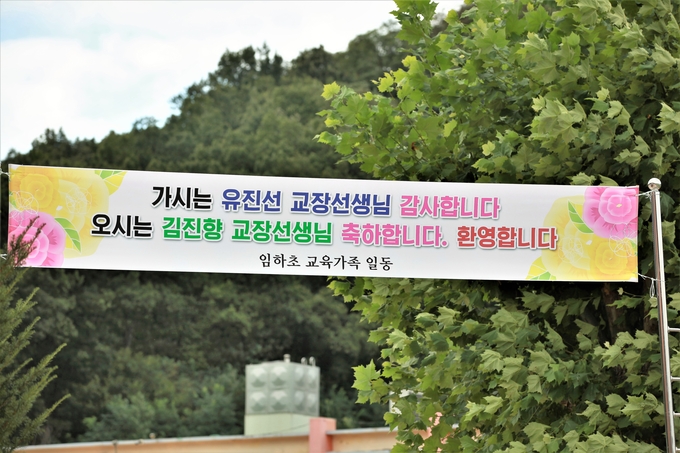 가시는 유진선 교장선생님 감사합니다
오시는 김진향 교장선생님 축하합니다. 환영합니다
임하초 교육가족 일동